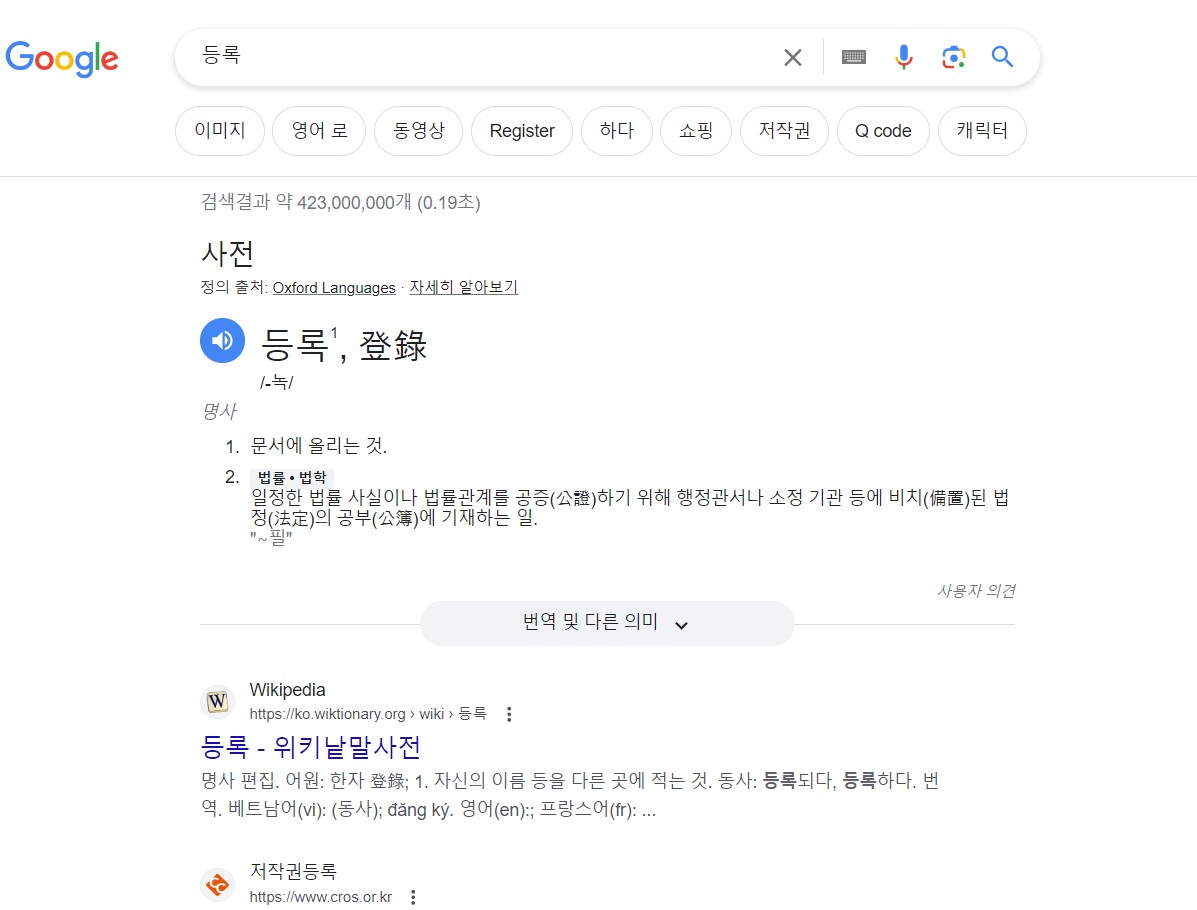 Google
등록
이미지 영어 로 동영상 Register 하다 쇼핑 저작권 Q code 캐릭터
검색결과 약 423,000,000개 (0.19초)
사전
정의 출처: Oxford Languages · 자세히 알아보기
등록1, 登錄
/-녹/
명사
1. 문서에 올리는 것.
2. 법률 • 법학
일정한 법률 사실이나 법률관계를 공증(公證)하기 위해 행정관서나 소정 기관 등에 비치(備置)된 법
정(法定)의 공부(公簿)에 기재하는 일.
"~필"
사용자 의견
번역 및 다른 의미
W
Wikipedia
https://ko.wiktionary.org › wiki › 등록
등록 - 위키낱말사전
명사 편집. 어원: 한자 登錄; 1. 자신의 이름 등을 다른 곳에 적는 것. 동사: 등록되다, 등록하다. 번
역. 베트남어(vi): (동사); đăng ký. 영어(en):; 프랑스어(fr): ...
저작권등록
https://www.cros.or.kr